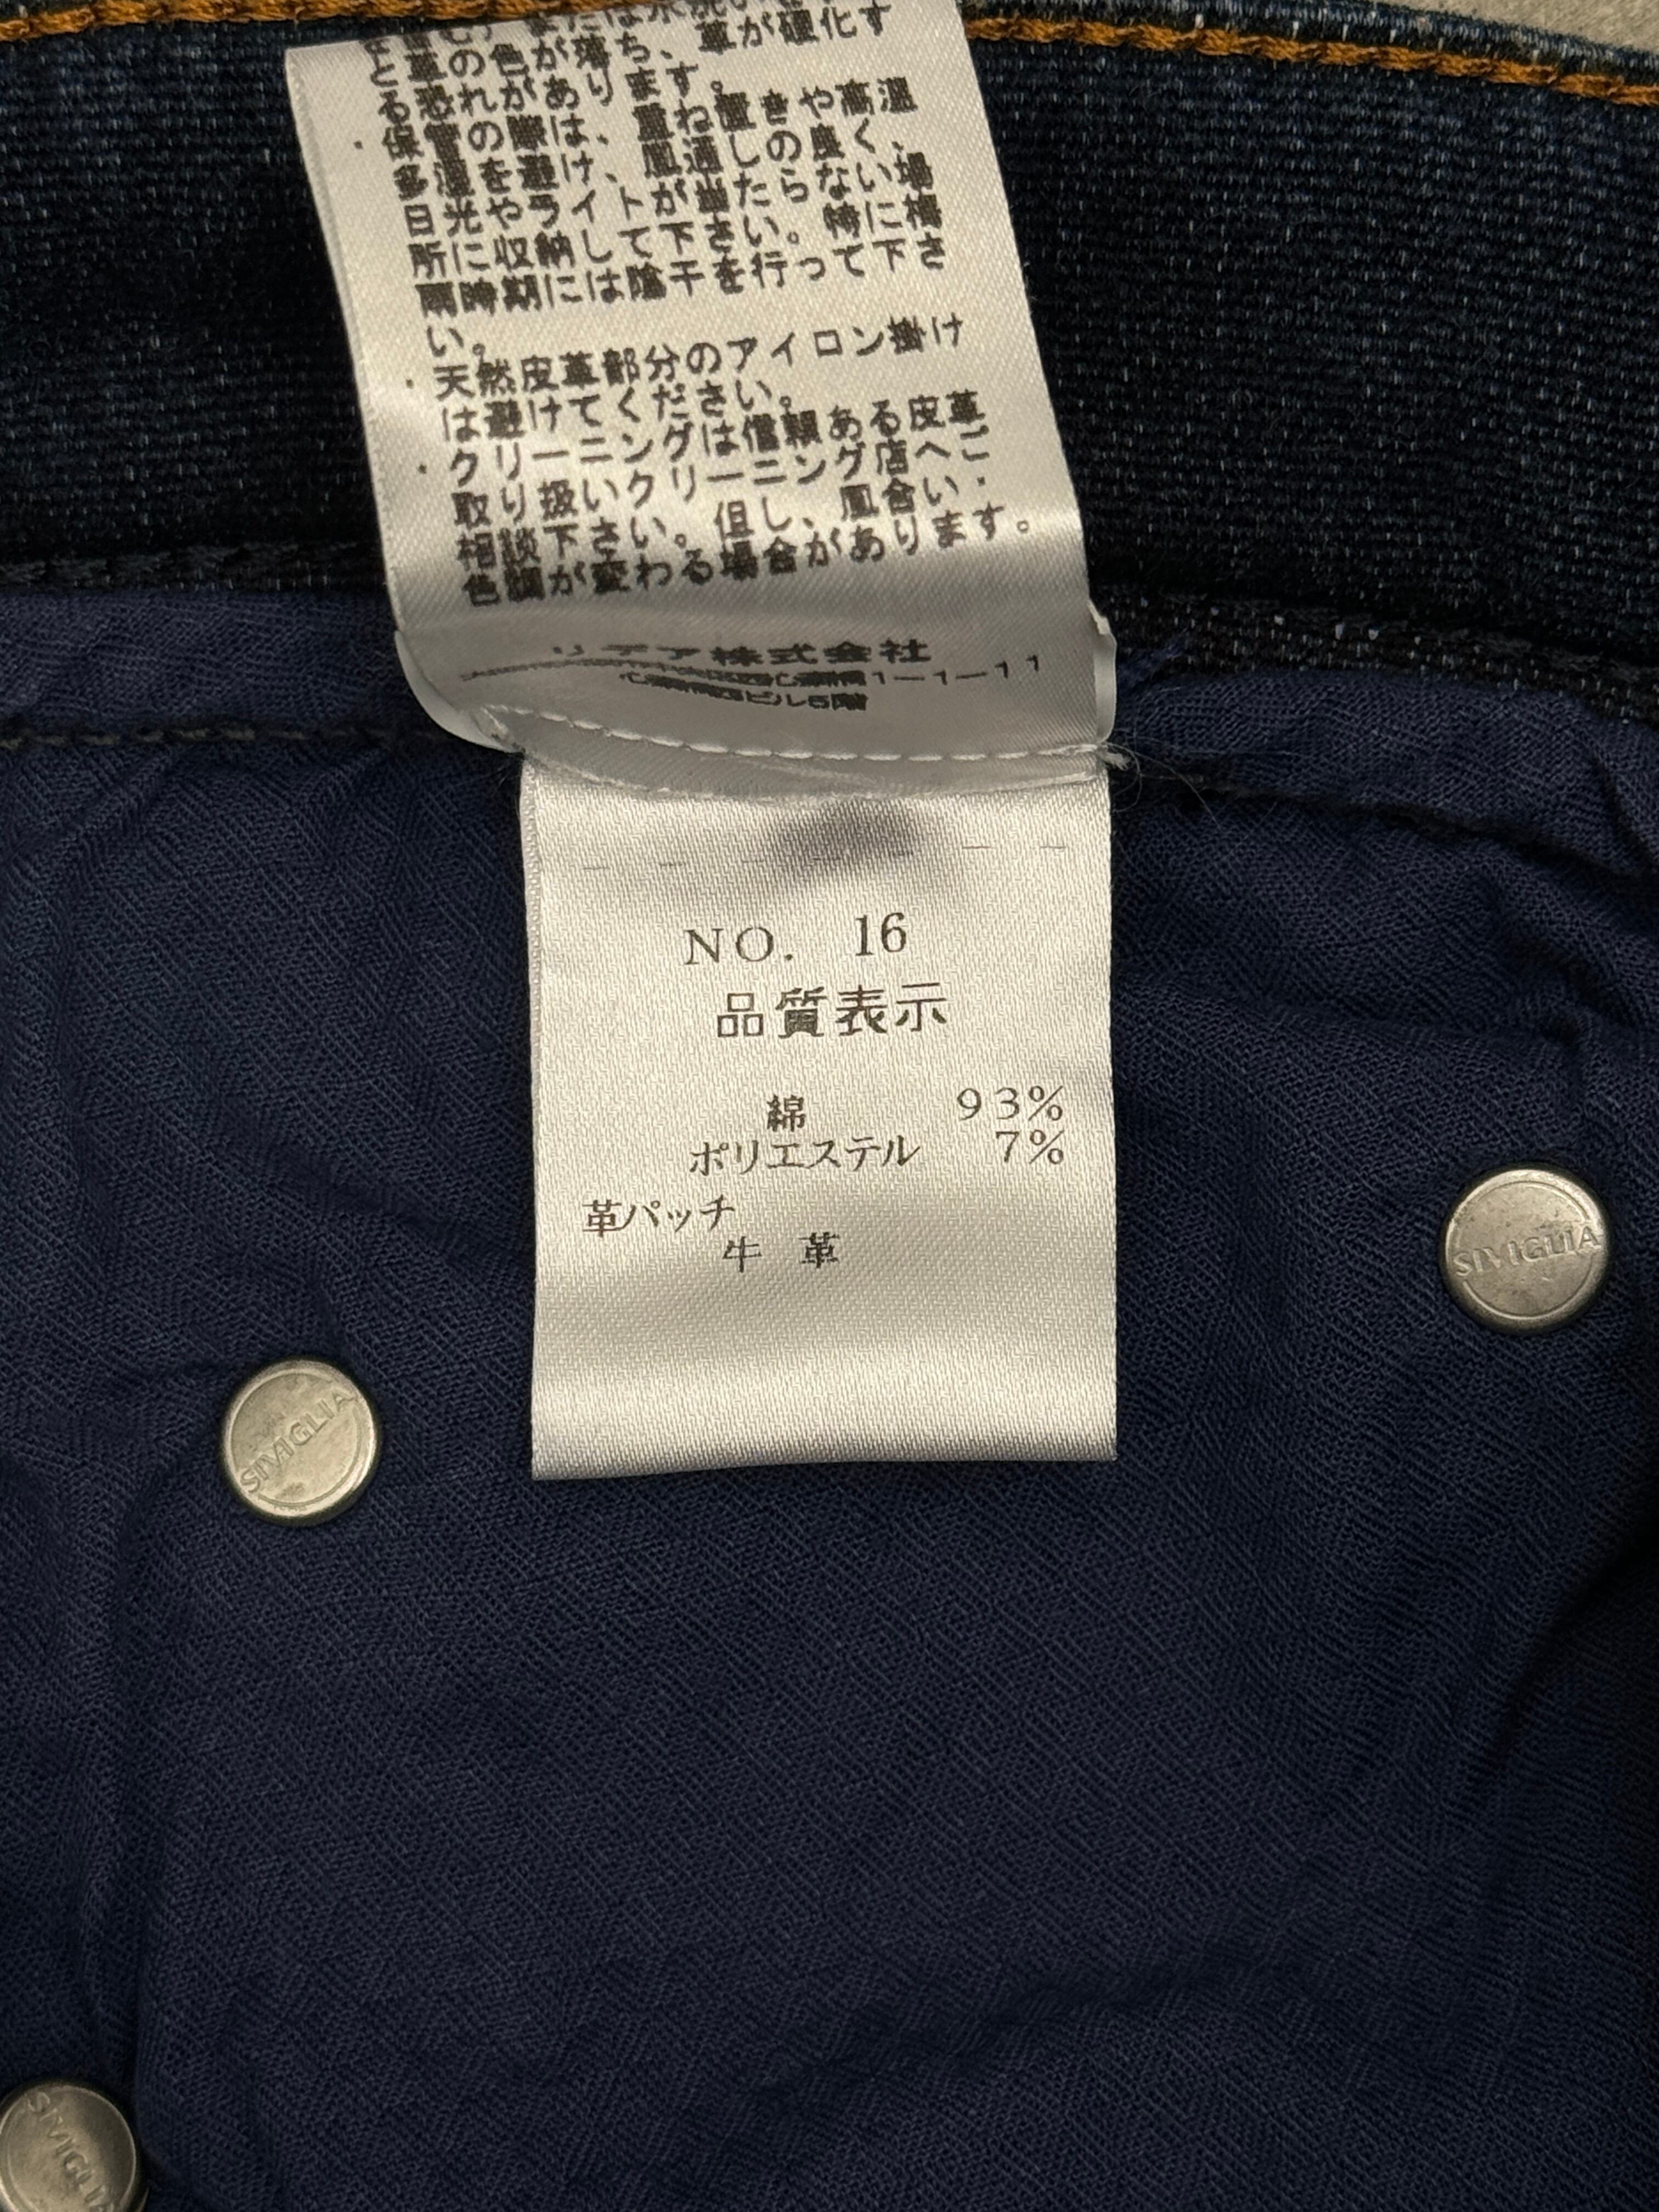 革の色が落ち、革が硬化す
る恐れがあります。
・保管の際は、重ね置きや高温
多湿を避け、風通しの良く、
日光やライトが当たらない場
所に収納して下さい。特に梅
雨時期には陰干を行って下さ
い。
・天然皮革部分のアイロン掛け
は避けてください。
・クリーニングは信頼ある皮革
取り扱いクリーニング店へご
相談下さい。但し、風合い・
色調が変わる場合があります。
リデア株式会社
1-1-11
ビル5階
NO. 16
品質表示
綿 93%
ポリエステル 7%
革パッチ
牛 革
SIVIGLIA
SIVIGLIA
SIVIGLIA